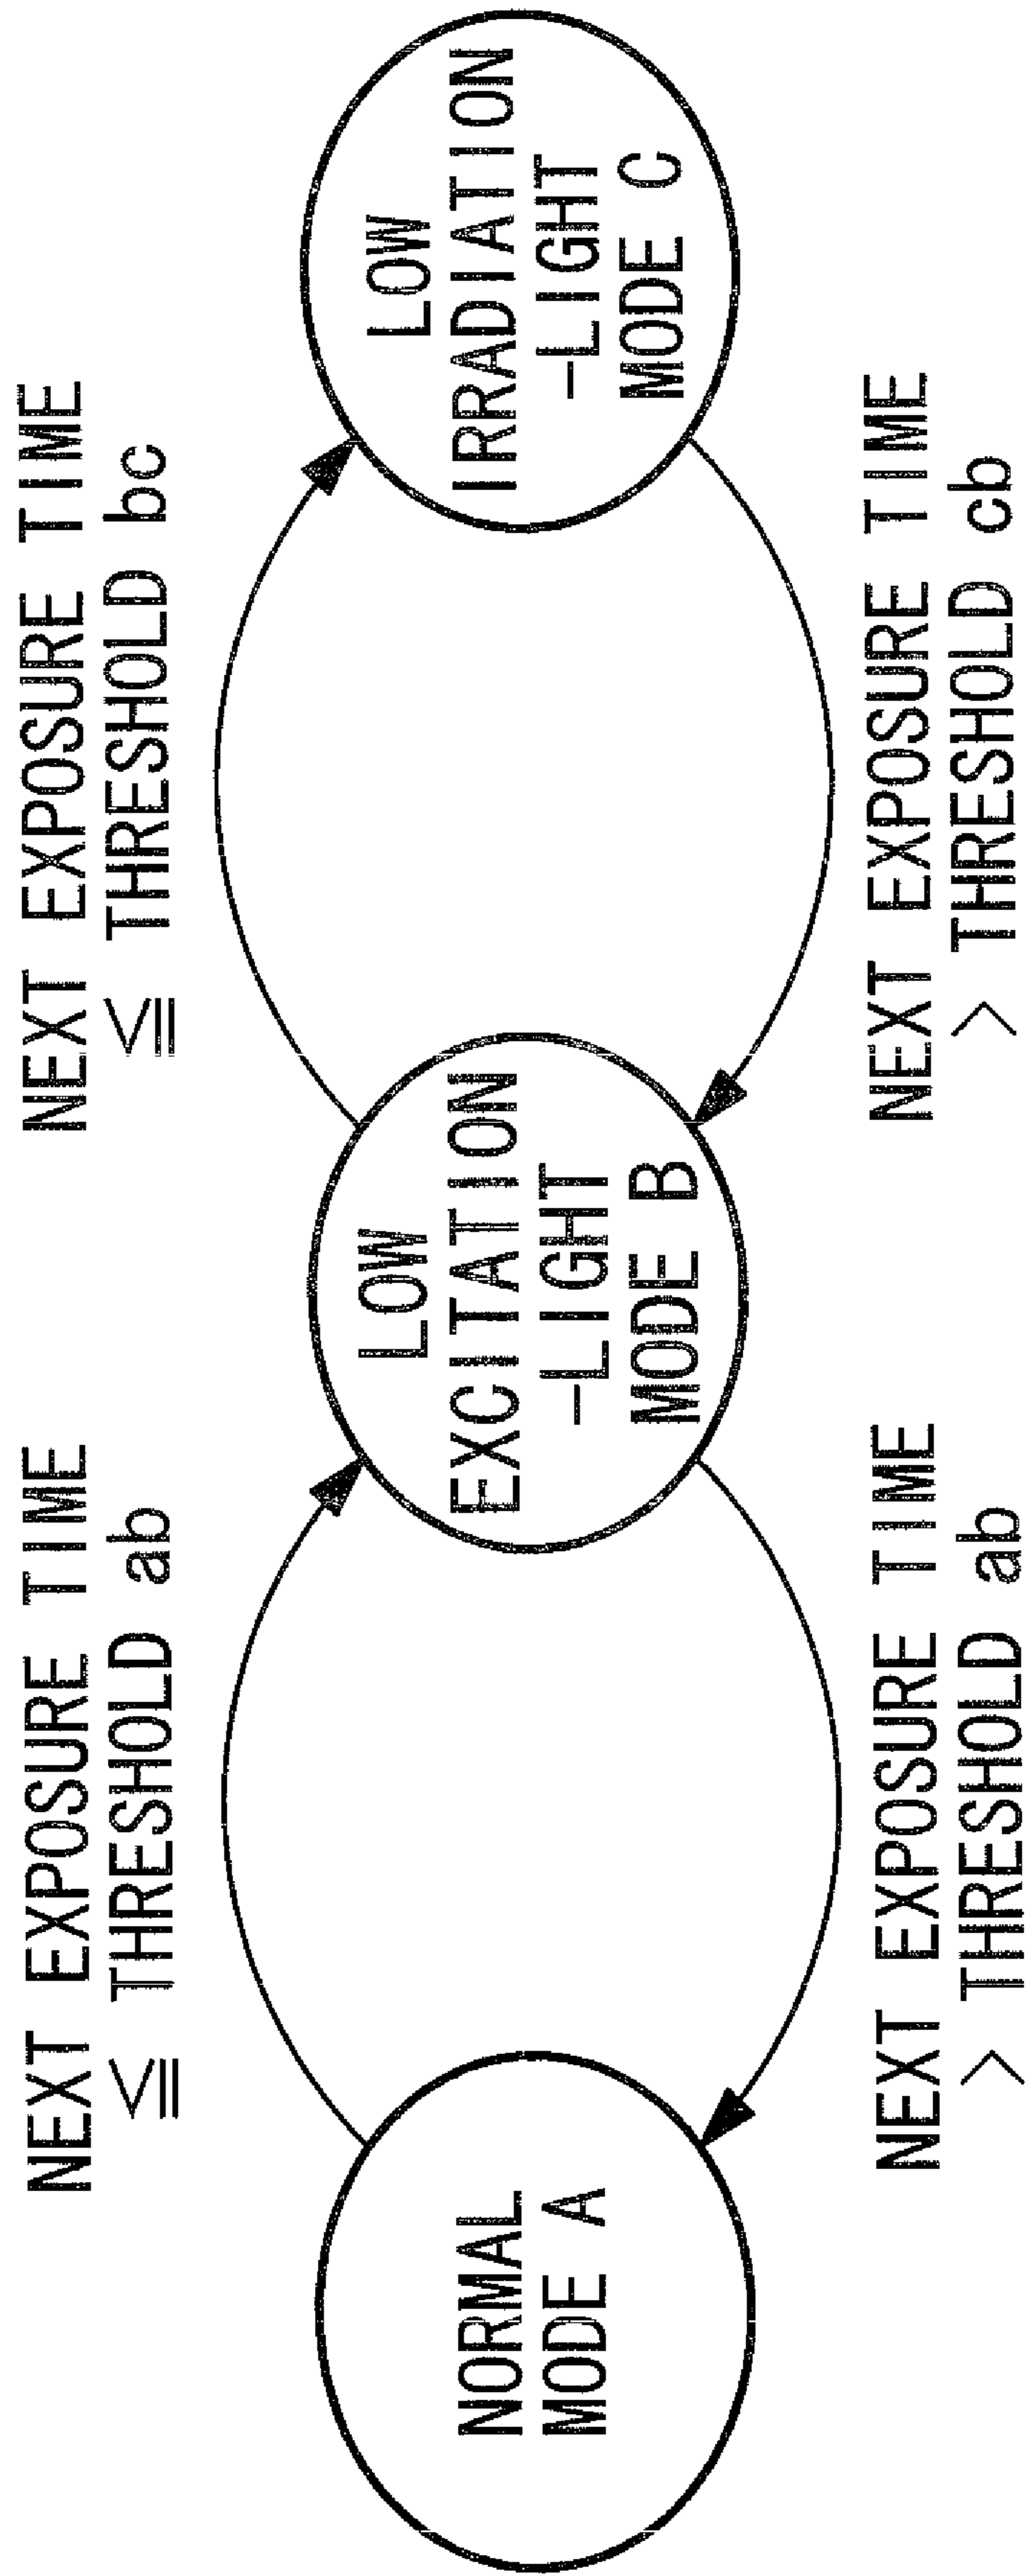 NEXT EXPOSURE TIME
≦ THRESHOLD ab
NEXT EXPOSURE TIME
≦ THRESHOLD bc
NORMAL
MODE A
LOW
EXCITATION
-LIGHT
MODE B
LOW
IRRADIATION
-LIGHT
MODE C
NEXT EXPOSURE TIME
> THRESHOLD ab
NEXT EXPOSURE TIME
> THRESHOLD cb